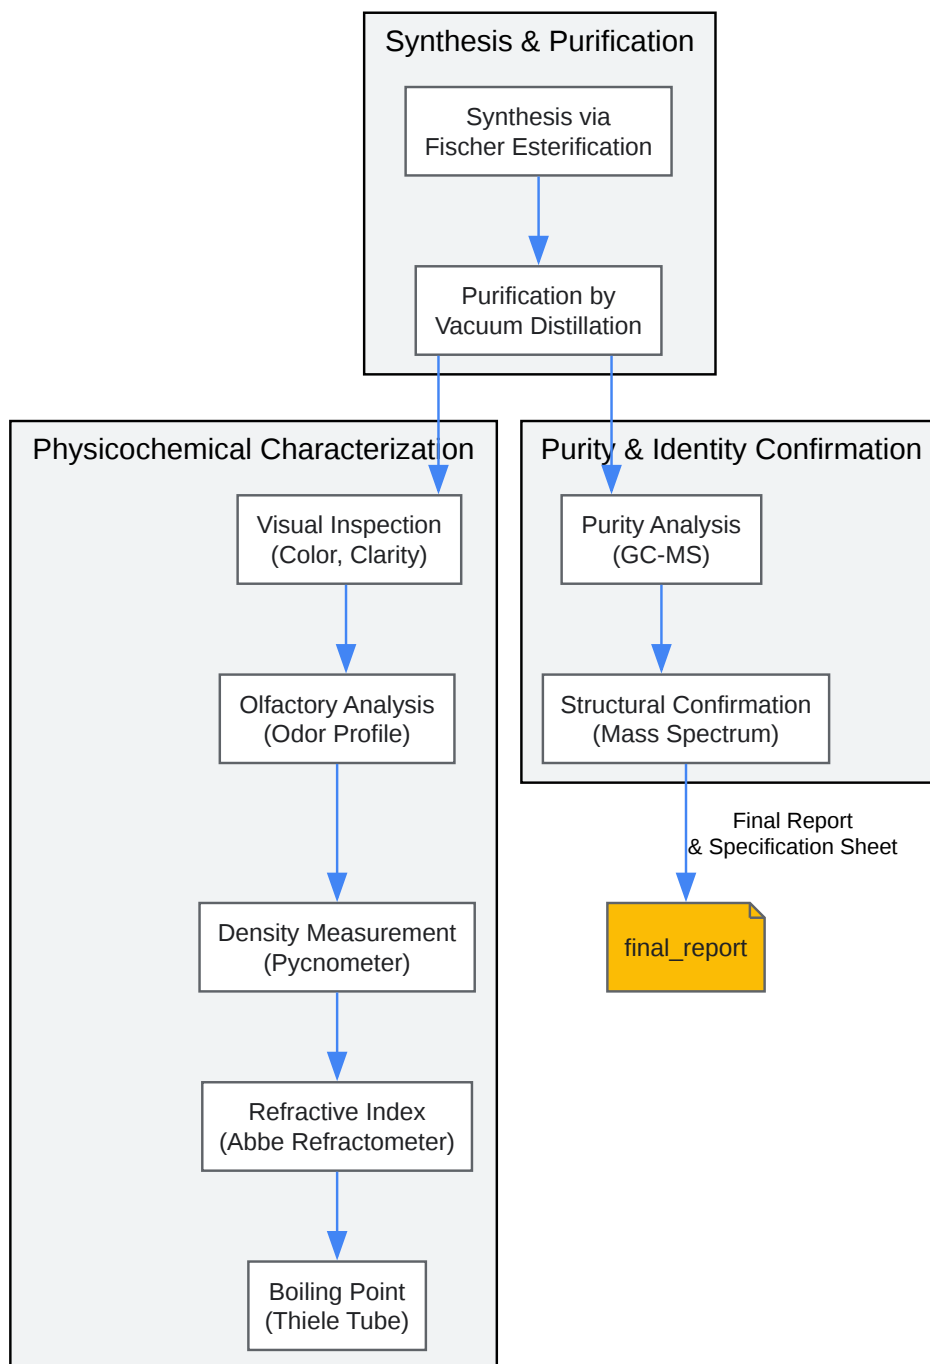 Synthesis & Purification
Synthesis via
Fischer Esterification
Purification by
Vacuum Distillation
Physicochemical Characterization
Visual Inspection
(Color, Clarity)
Olfactory Analysis
(Odor Profile)
Density Measurement
(Pycnometer)
Refractive Index
(Abbe Refractometer)
Boiling Point
(Thiele Tube)
Purity & Identity Confirmation
Purity Analysis
(GC-MS)
Structural Confirmation
(Mass Spectrum)
Final Report
& Specification Sheet
final_report